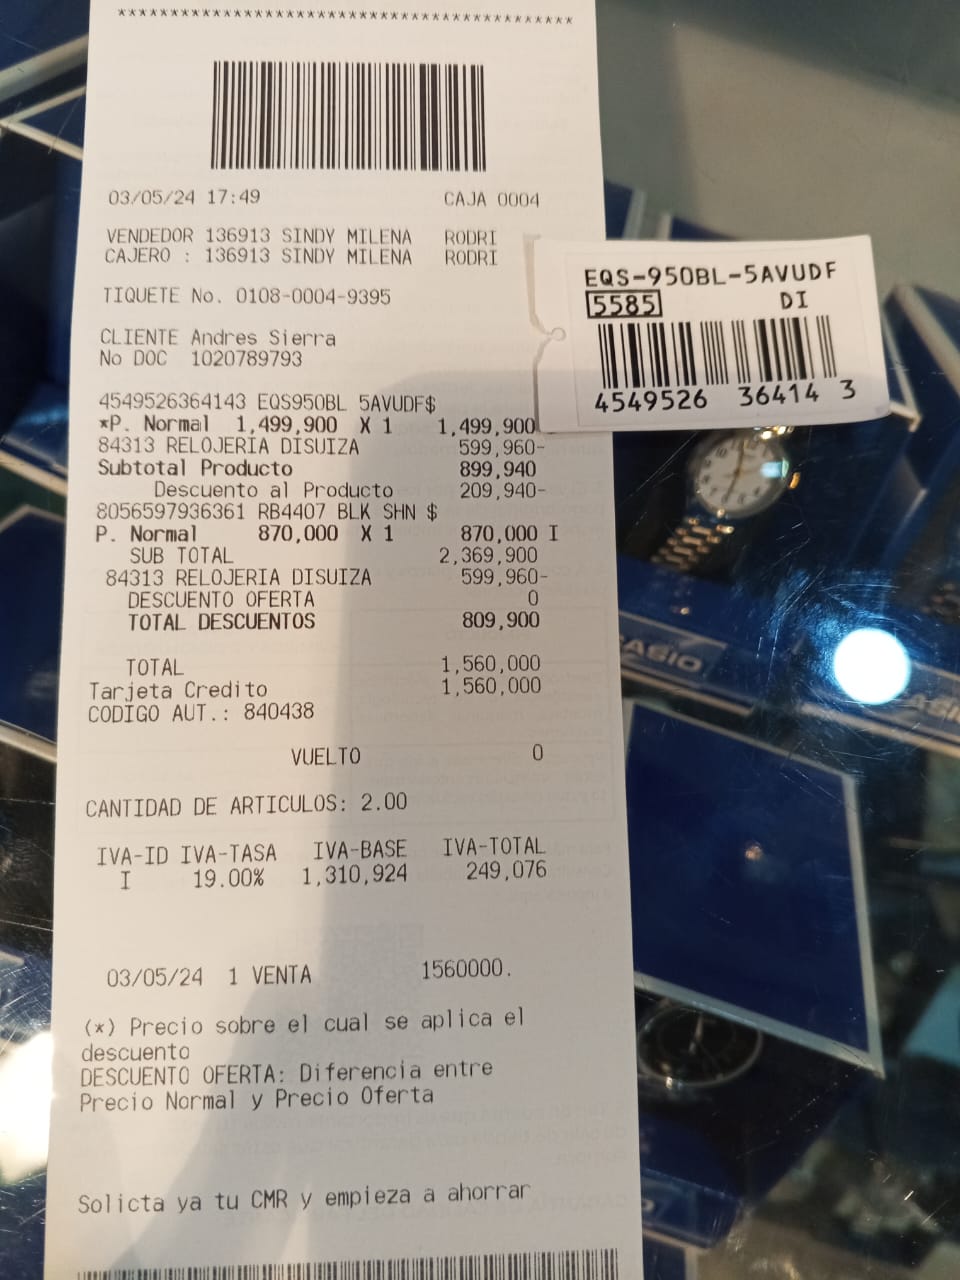 ********************************************
03/05/24 17:49 CAJA 0004
VENDEDOR 136913 SINDY MILENA RODRI
CAJERO : 136913 SINDY MILENA RODRI
TIQUETE No. 0108-0004-9395
CLIENTE Andres Sierra
No DOC 1020789793
4549526364143 EQS950BL 5AVUDF$
*P. Normal 1,499,900 X 1 1,499,900
84313 RELOJERIA DISUIZA 599,960-
Subtotal Producto 899,940
Descuento al Producto 209,940-
8056597936361 RB4407 BLK SHN $
P. Normal 870,000 X 1 870,000 I
SUB TOTAL 2,369,900
84313 RELOJERIA DISUIZA 599,960-
DESCUENTO OFERTA 0
TOTAL DESCUENTOS 809,900
TOTAL 1,560,000
Tarjeta Credito 1,560,000
CODIGO AUT.: 840438
VUELTO 0
CANTIDAD DE ARTICULOS: 2.00
IVA-ID IVA-TASA IVA-BASE IVA-TOTAL
I 19.00% 1,310,924 249,076
03/05/24 1 VENTA 1560000.
(*) Precio sobre el cual se aplica el
descuento
DESCUENTO OFERTA: Diferencia entre
Precio Normal y Precio Oferta
Solicta ya tu CMR y empieza a ahorrar
EQS-950BL-5AVUDF
5585 DI
4549526 36414 3
CASIO